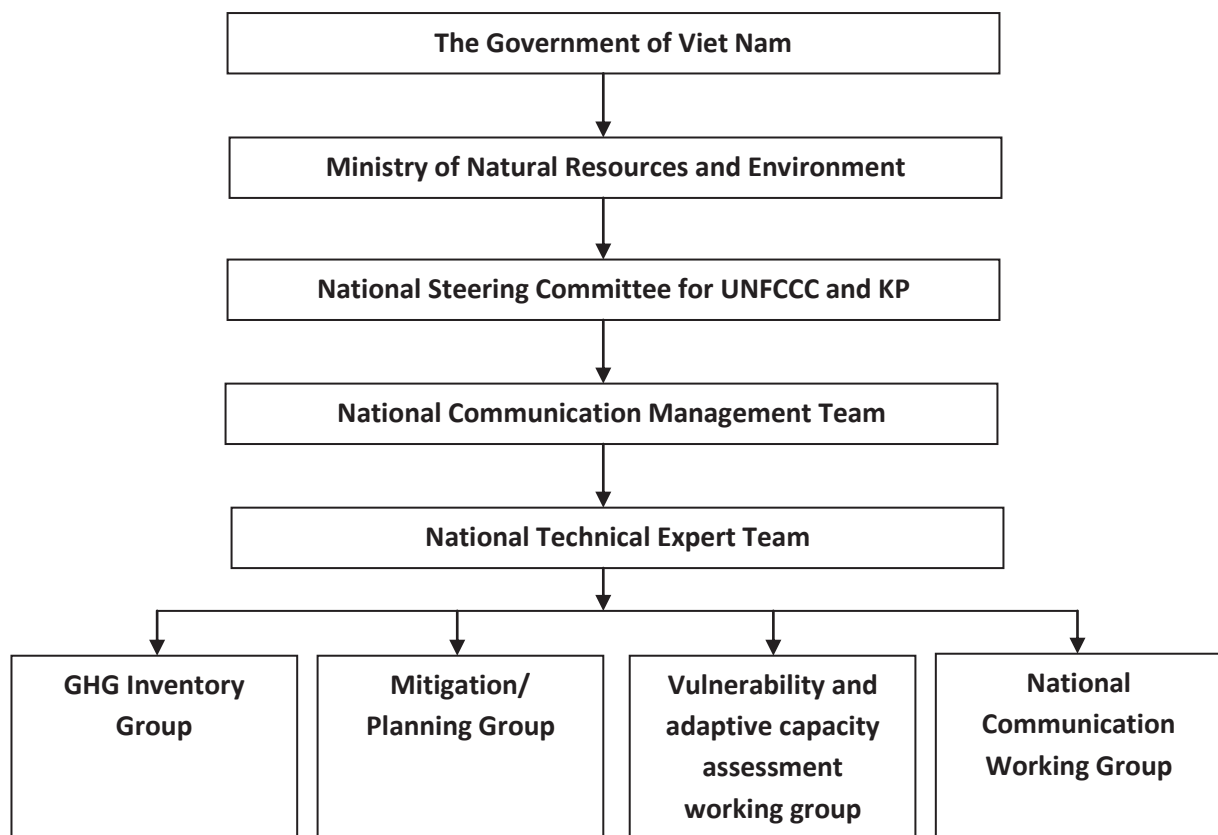 The Government of Viet Nam
Ministry of Natural Resources and Environment
National Steering Committee for UNFCCC and KP
National Communication Management Team
National Technical Expert Team
GHG Inventory
Group
Mitigation/
Planning Group
Vulnerability and
adaptive capacity
assessment
working group
National
Communication
Working Group